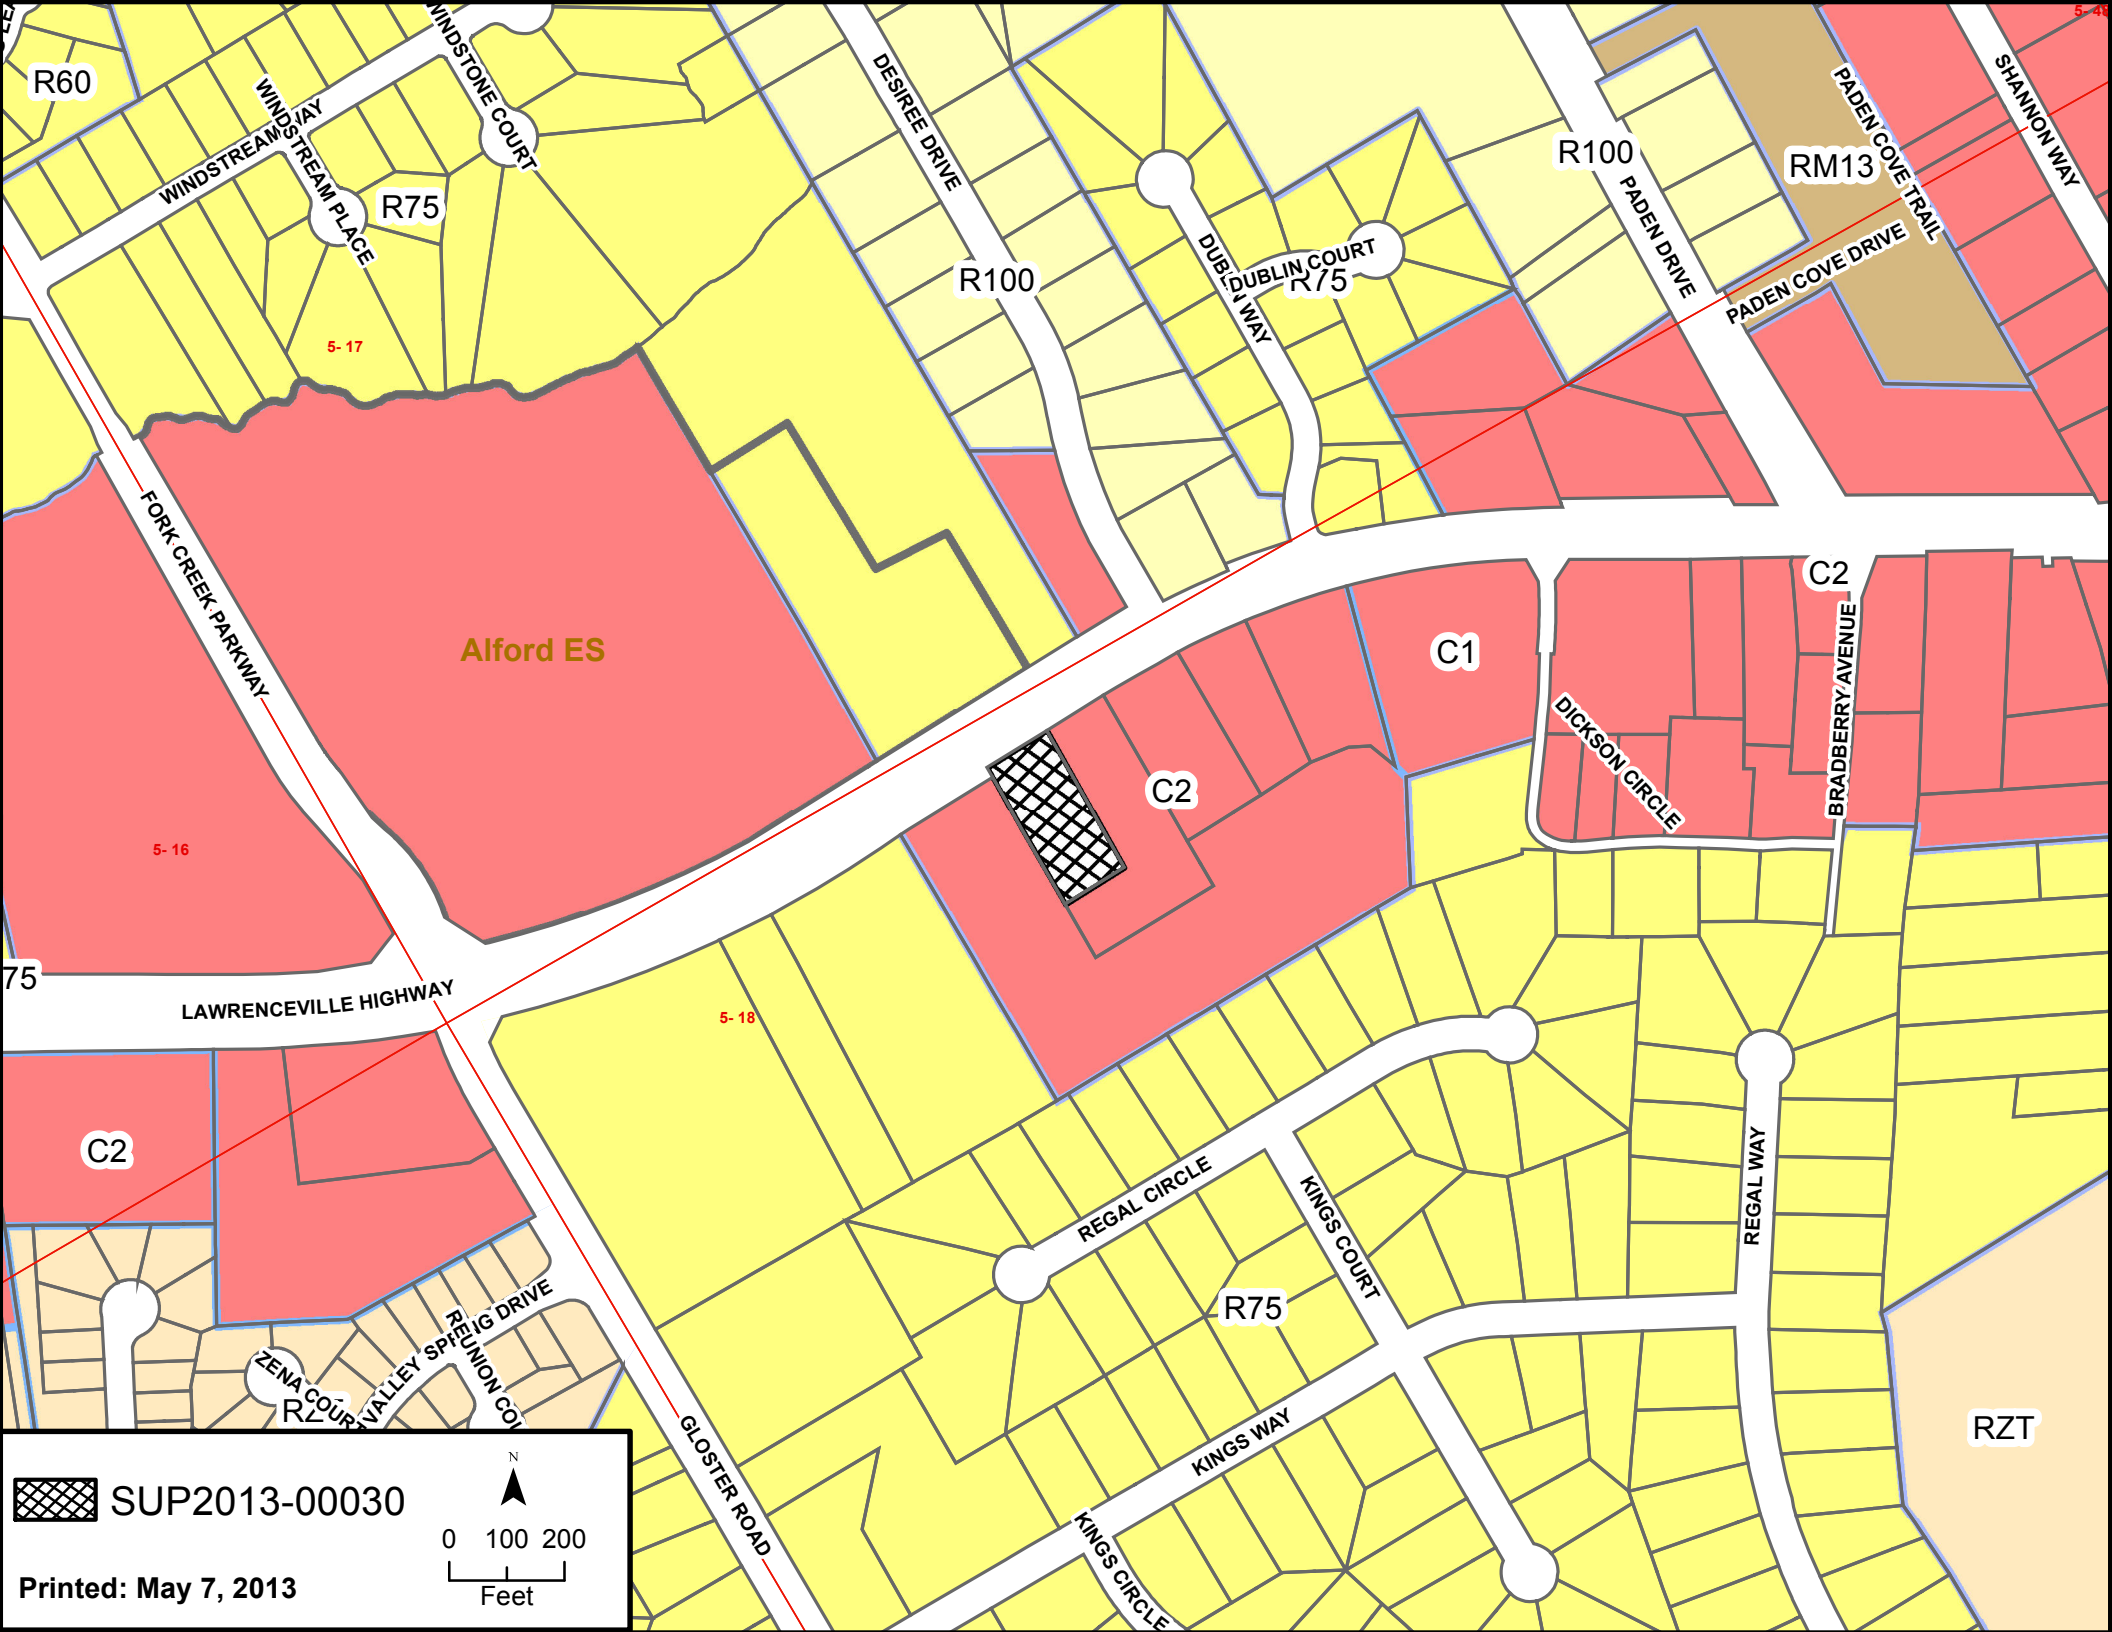 R60
WINDSTONE COURT
WINDSTREAM WAY
WINDSTREAM PLACE
R75
DESIREE DRIVE
R100
DUBLIN WAY
DUBLIN COURT
R75
R100
PADEN DRIVE
RM13
PADEN COVE TRAIL
PADEN COVE DRIVE
SHANNON WAY
5- 17
FORK CREEK PARKWAY
Alford ES
5- 16
C2
C1
C2
DICKSON CIRCLE
BRADBERRY AVENUE
75
LAWRENCEVILLE HIGHWAY
5- 18
C2
REGAL CIRCLE
KINGS COURT
REGAL WAY
R75
VALLEY SPRING DRIVE
ZENA COURT
GLOSTER ROAD
KINGS WAY
KINGS CIRCLE
RZT
SUP2013-00030
N
0 100 200
Feet
Printed: May 7, 2013